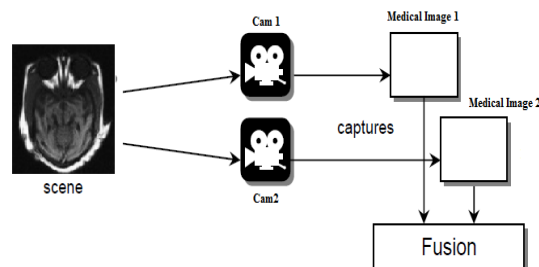 Cam 1
Medical Image 1
Medical Image 2
captures
scene
Cam2
Fusion